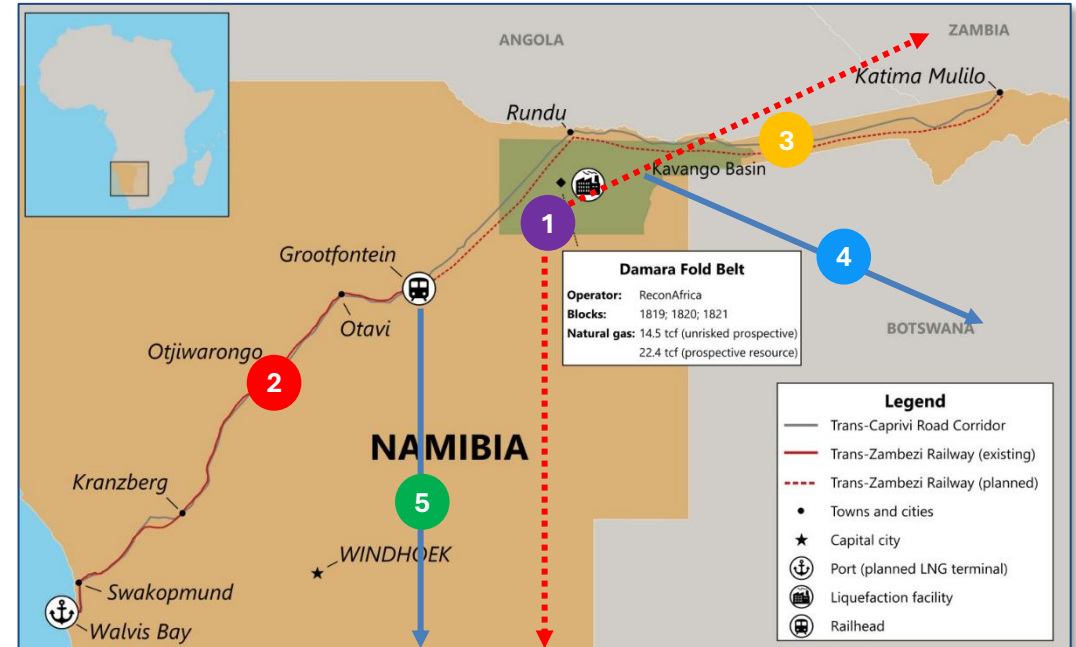 ANGOLA
ZAMBIA
Katima Mulilo
Rundu
3
Kavango Basin
1
4
Grootfontein
Damara Fold Belt
Operator: ReconAfrica
Blocks: 1819; 1820; 1821
Natural gas: 14.5 tcf (unrisked prospective)
22.4 tcf (prospective resource)
Otavi
BOTSWANA
Otjiwarongo
2
NAMIBIA
Kranzberg
5
WINDHOEK
Swakopmund
Walvis Bay
Legend
Trans-Caprivi Road Corridor
Trans-Zambezi Railway (existing)
Trans-Zambezi Railway (planned)
Towns and cities
Capital city
Port (planned LNG terminal)
Liquefaction facility
Railhead